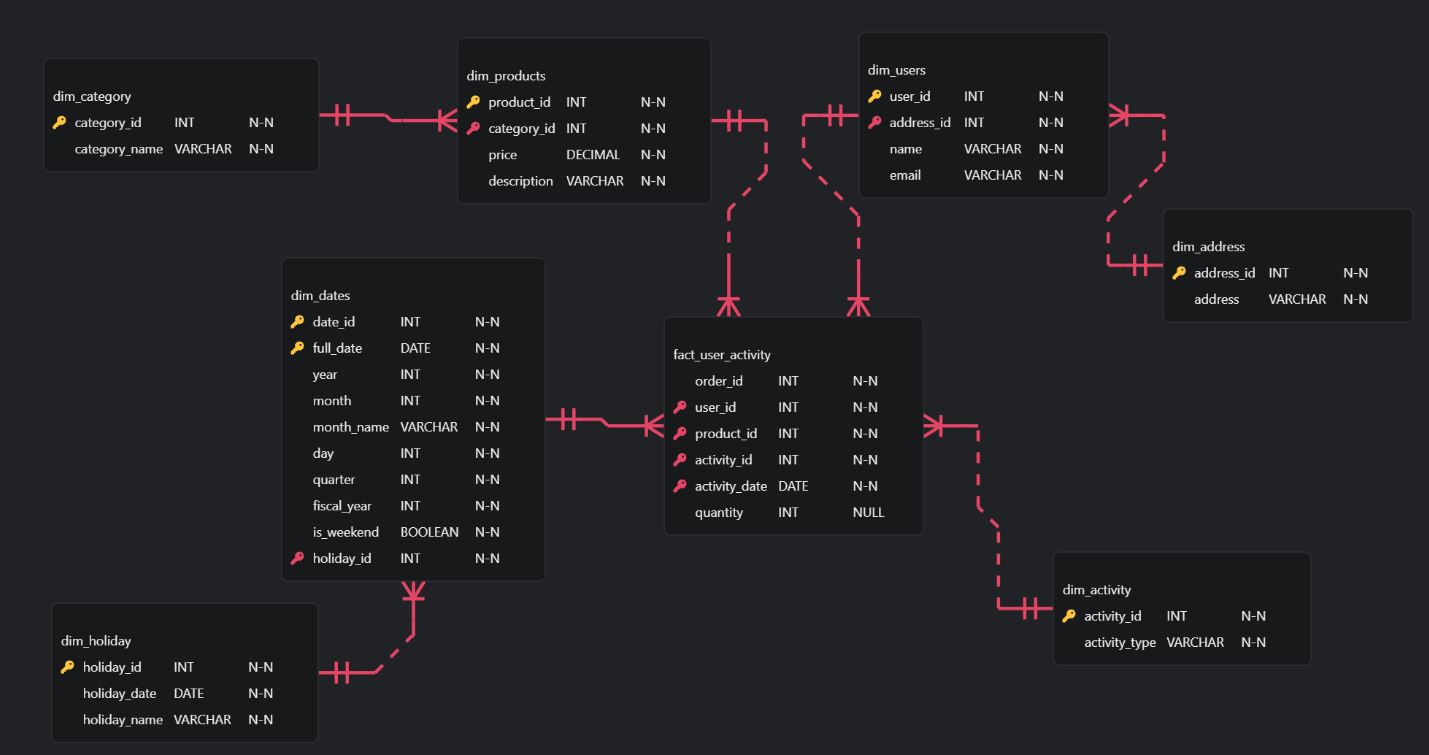 dim_category
category_id INT N-N
category_name VARCHAR N-N
dim_products
product_id INT N-N
category_id INT N-N
price DECIMAL N-N
description VARCHAR N-N
dim_users
user_id INT N-N
address_id INT N-N
name VARCHAR N-N
email VARCHAR N-N
dim_address
address_id INT N-N
address VARCHAR N-N
dim_dates
date_id INT N-N
full_date DATE N-N
year INT N-N
month INT N-N
month_name VARCHAR N-N
day INT N-N
quarter INT N-N
fiscal_year INT N-N
is_weekend BOOLEAN N-N
holiday_id INT N-N
fact_user_activity
order_id INT N-N
user_id INT N-N
product_id INT N-N
activity_id INT N-N
activity_date DATE N-N
quantity INT NULL
dim_activity
activity_id INT N-N
activity_type VARCHAR N-N
dim_holiday
holiday_id INT N-N
holiday_date DATE N-N
holiday_name VARCHAR N-N